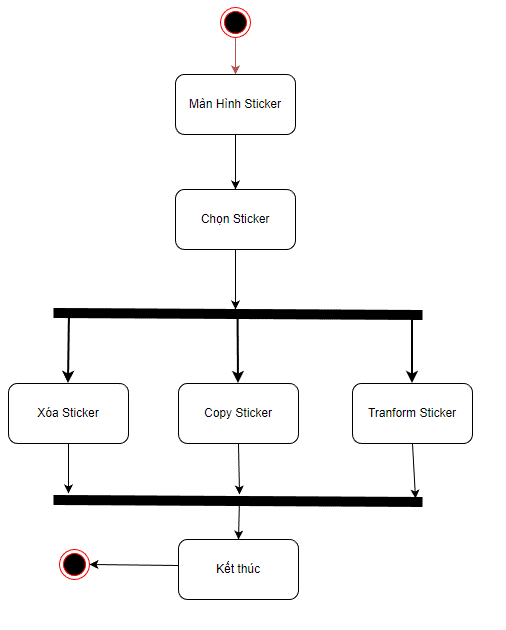 Màn Hình Sticker
Chọn Sticker
Xóa Sticker
Copy Sticker
Tranform Sticker
Kết thúc